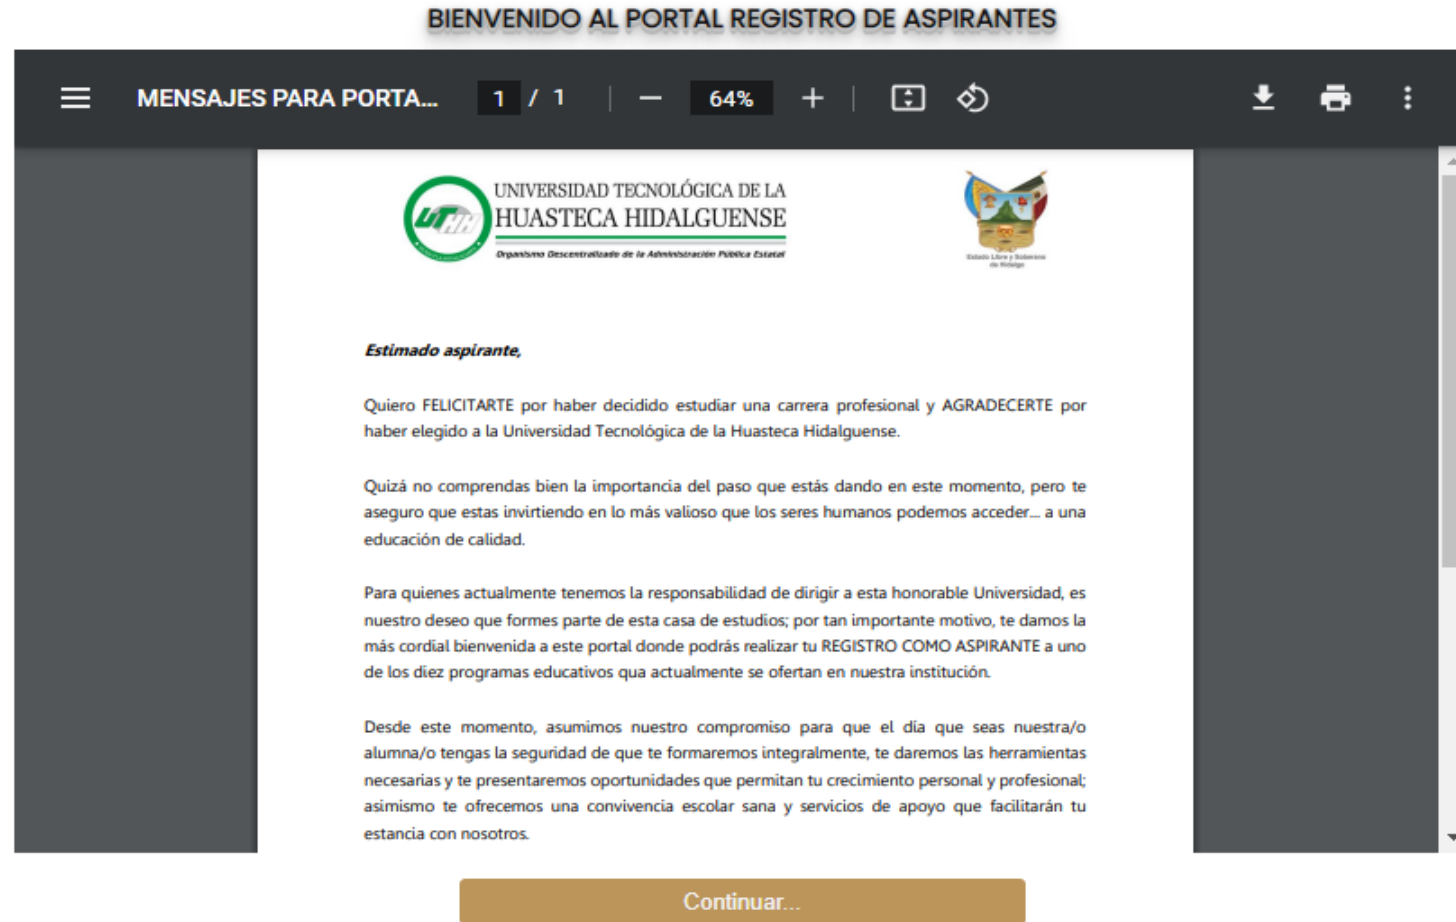 BIENVENIDO AL PORTAL REGISTRO DE ASPIRANTES
MENSAJES PARA PORTA... 1 / 1 64%
UNIVERSIDAD TECNOLÓGICA DE LA
HUASTECA HIDALGUENSE
Organismo Descentralizado de la Administración Pública Estatal
UTHH
Estado Libre y Soberano
de Hidalgo
Estimado aspirante,
Quiero FELICITARTE por haber decidido estudiar una carrera profesional y AGRADECERTE por
haber elegido a la Universidad Tecnológica de la Huasteca Hidalguense.
Quizá no comprendas bien la importancia del paso que estás dando en este momento, pero te
aseguro que estas invirtiendo en lo más valioso que los seres humanos podemos acceder... a una
educación de calidad.
Para quienes actualmente tenemos la responsabilidad de dirigir a esta honorable Universidad, es
nuestro deseo que formes parte de esta casa de estudios; por tan importante motivo, te damos la
más cordial bienvenida a este portal donde podrás realizar tu REGISTRO COMO ASPIRANTE a uno
de los diez programas educativos qua actualmente se ofertan en nuestra institución.
Desde este momento, asumimos nuestro compromiso para que el día que seas nuestra/o
alumna/o tengas la seguridad de que te formaremos integralmente, te daremos las herramientas
necesarias y te presentaremos oportunidades que permitan tu crecimiento personal y profesional;
asimismo te ofrecemos una convivencia escolar sana y servicios de apoyo que facilitarán tu
estancia con nosotros.
Continuar...